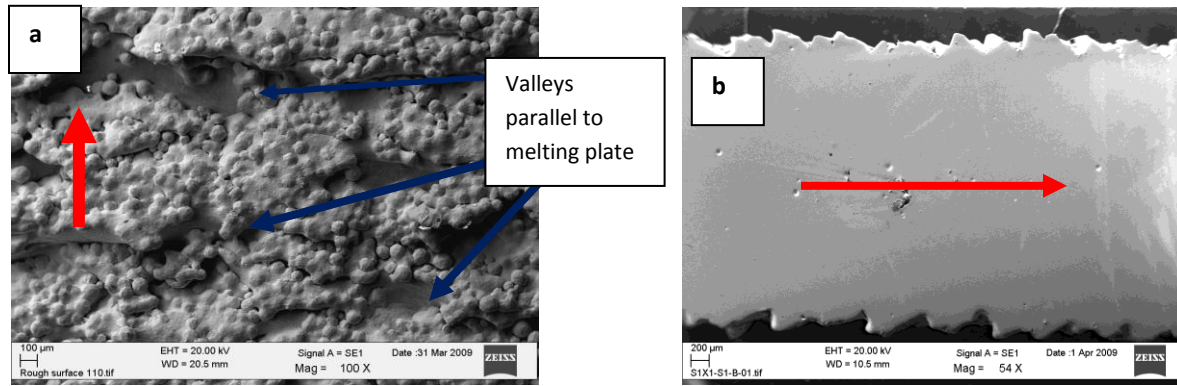 a
Valleys
parallel to
melting plate
100 µm
EHT = 20.00 kV
Signal A = SE1
Date :31 Mar 2009
WD = 20.5 mm
Mag = 100 X
ZEISS
Rough surface 110.tif
b
200 µm
EHT = 20.00 kV
Signal A = SE1
Date :1 Apr 2009
WD = 10.5 mm
Mag = 54 X
ZEISS
S1X1-S1-B-01.tif